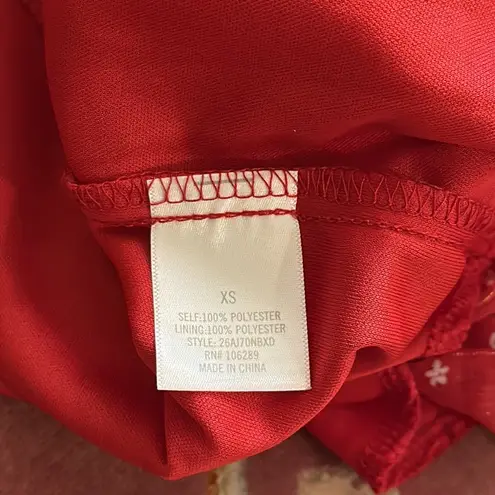 XS
SELF:100% POLYESTER
LINING:100% POLYESTER
STYLE: 26AJ70NBXD
RN# 106289
MADE IN CHINA